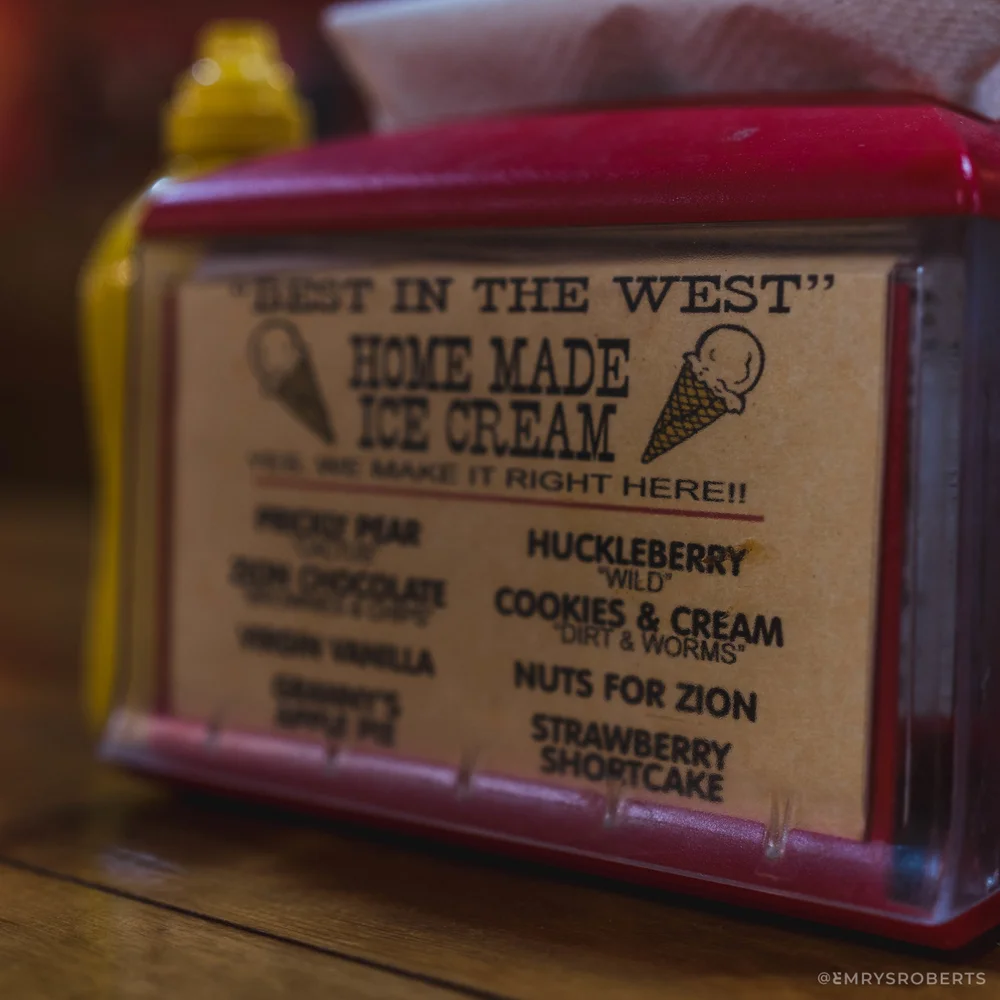 "BEST IN THE WEST"
HOME MADE
ICE CREAM
YES, WE MAKE IT RIGHT HERE!!
PRICKLY PEAR
"CACTUS"
ZION CHOCOLATE
VIRGIN VANILLA
GRANNY'S
APPLE PIE
HUCKLEBERRY
"WILD"
COOKIES & CREAM
"DIRT & WORMS"
NUTS FOR ZION
STRAWBERRY
SHORTCAKE
@EMRYSROBERTS